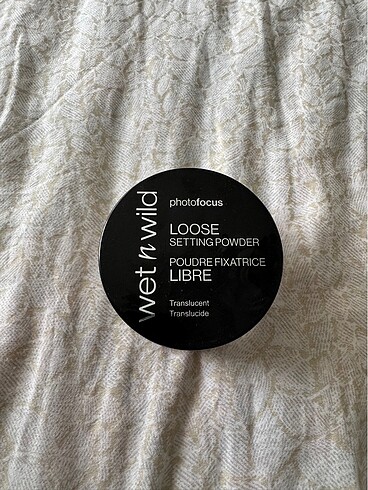 wet n wild
photofocus
LOOSE
SETTING POWDER
POUDRE FIXATRICE
LIBRE
Translucent
Translucide